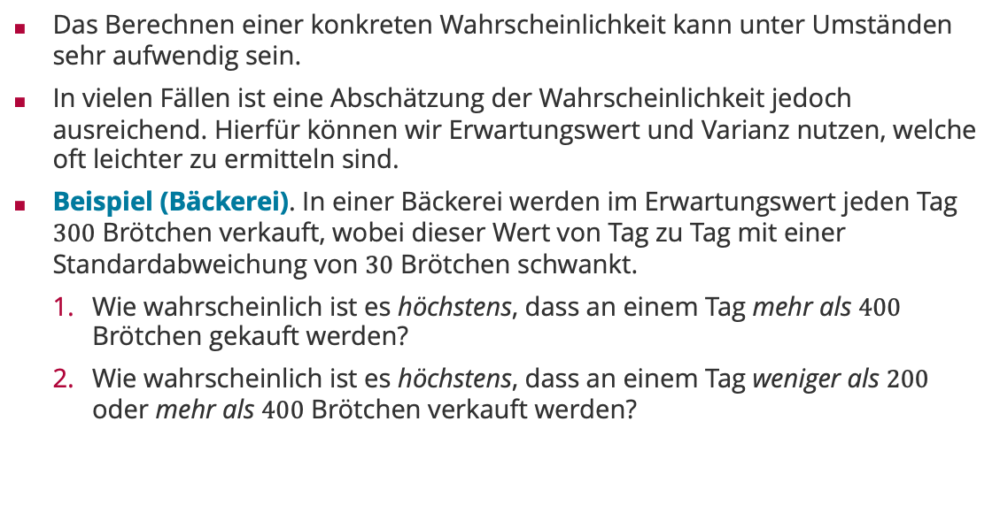 ▪ Das Berechnen einer konkreten Wahrscheinlichkeit kann unter Umständen
sehr aufwendig sein.
▪ In vielen Fällen ist eine Abschätzung der Wahrscheinlichkeit jedoch
ausreichend. Hierfür können wir Erwartungswert und Varianz nutzen, welche
oft leichter zu ermitteln sind.
▪ Beispiel (Bäckerei). In einer Bäckerei werden im Erwartungswert jeden Tag
300 Brötchen verkauft, wobei dieser Wert von Tag zu Tag mit einer
Standardabweichung von 30 Brötchen schwankt.
1. Wie wahrscheinlich ist es höchstens, dass an einem Tag mehr als 400
Brötchen gekauft werden?
2. Wie wahrscheinlich ist es höchstens, dass an einem Tag weniger als 200
oder mehr als 400 Brötchen verkauft werden?